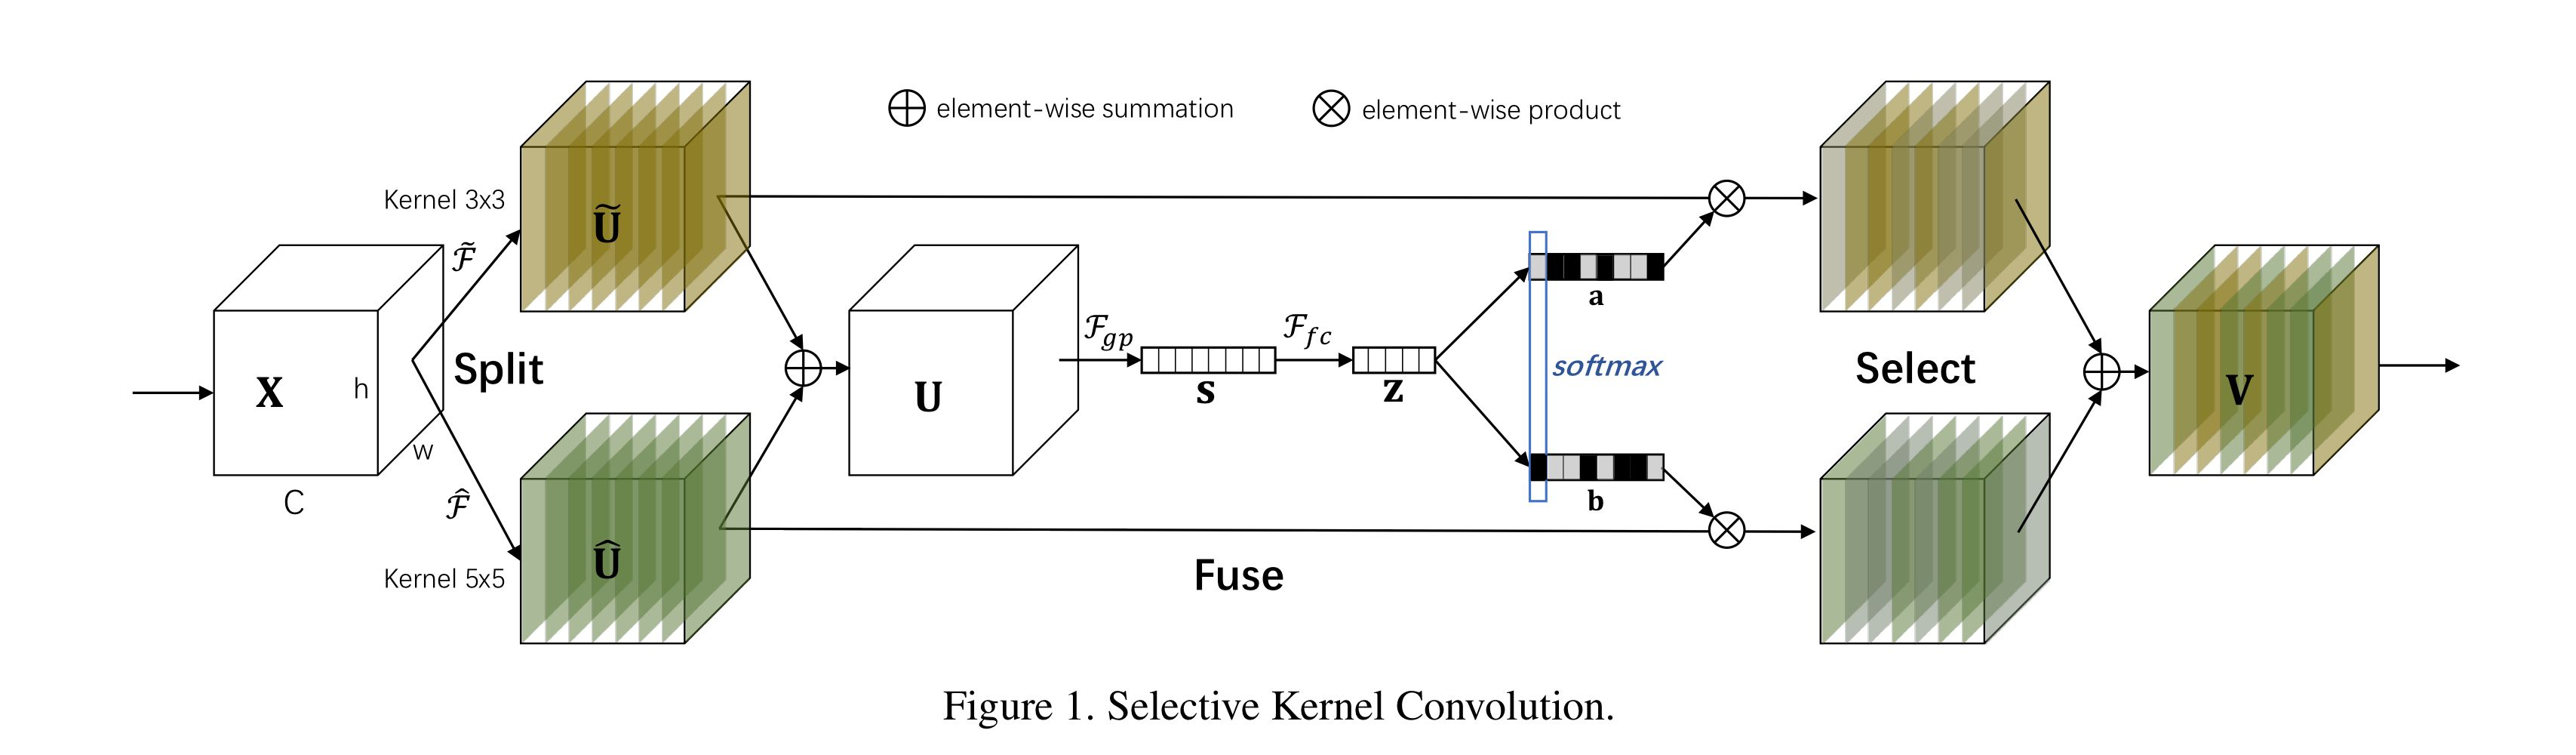 ⊕ element-wise summation
⊗ element-wise product
Kernel 3x3
Ũ
F̃
X
h
w
C
Split
F̂
Kernel 5x5
Û
U
F_gp
s
F_fc
z
a
softmax
b
Fuse
Select
V
Figure 1. Selective Kernel Convolution.